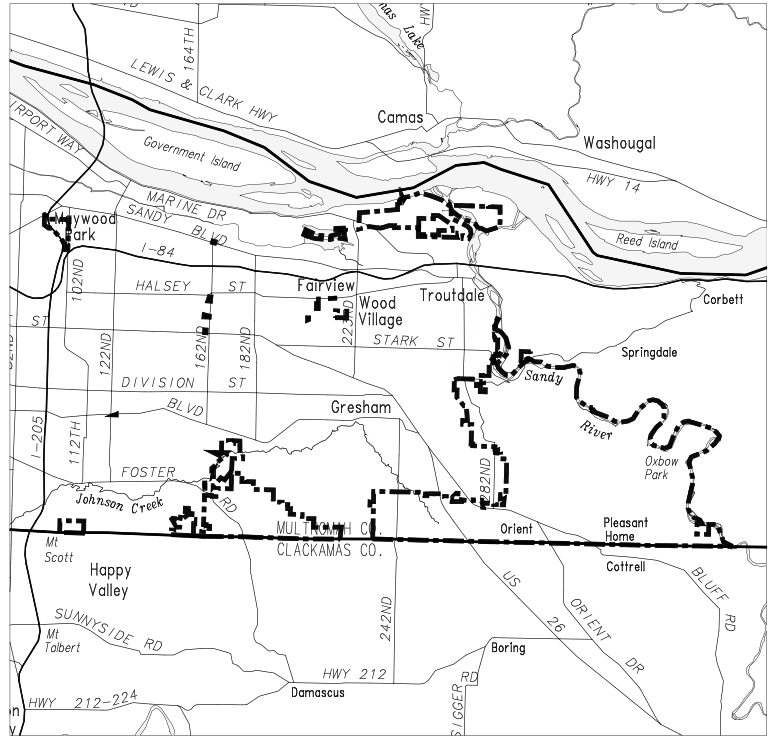 164TH
LEWIS & CLARK HWY
Lake
Camas
Washougal
HWY 14
Government Island
AIRPORT WAY
MARINE DR
SANDY BLVD
Maywood
Park
I-84
Reed Island
102ND
HALSEY ST
Fairview
Wood
Village
Troutdale
Corbett
223RD
ST
122ND
162ND
182ND
STARK ST
Springdale
DIVISION ST
Sandy
River
BLVD
Gresham
I-205
112TH
FOSTER
RD
282ND
Oxbow
Park
Johnson Creek
MULTNOMAH CO.
CLACKAMAS CO.
Orient
Pleasant
Home
Mt
Scott
Cottrell
Happy
Valley
US 26
ORIENT DR
BLUFF RD
242ND
SUNNYSIDE RD
Mt
Talbert
Boring
HWY 212
Damascus
HWY 212-224
RD